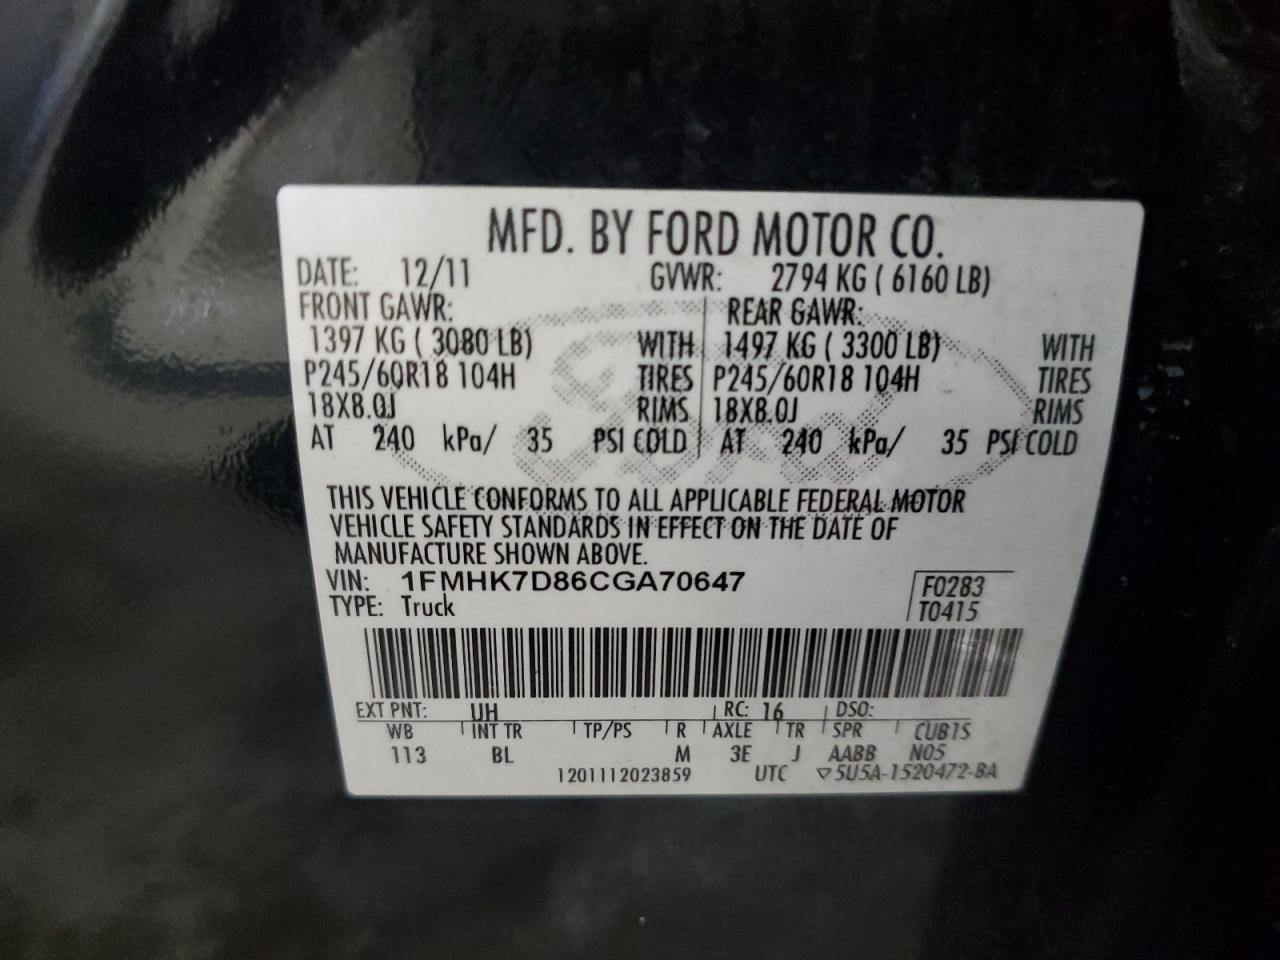 MFD. BY FORD MOTOR CO.
DATE: 12/11 GVWR: 2794 KG ( 6160 LB)
FRONT GAWR: REAR GAWR:
1397 KG ( 3080 LB) WITH 1497 KG ( 3300 LB) WITH
P245/60R18 104H TIRES P245/60R18 104H TIRES
18X8.0J RIMS 18X8.0J RIMS
AT 240 kPa/ 35 PSI COLD AT 240 kPa/ 35 PSI COLD
THIS VEHICLE CONFORMS TO ALL APPLICABLE FEDERAL MOTOR
VEHICLE SAFETY STANDARDS IN EFFECT ON THE DATE OF
MANUFACTURE SHOWN ABOVE.
VIN: 1FMHK7D86CGA70647 F0283
TYPE: Truck T0415
EXT PNT: UH RC: 16 DSO:
WB INT TR TP/PS R AXLE TR SPR CUB1S
113 BL M 3E J AABB N05
1201112023859 UTC ▽5U5A-1520472-BA
Ford